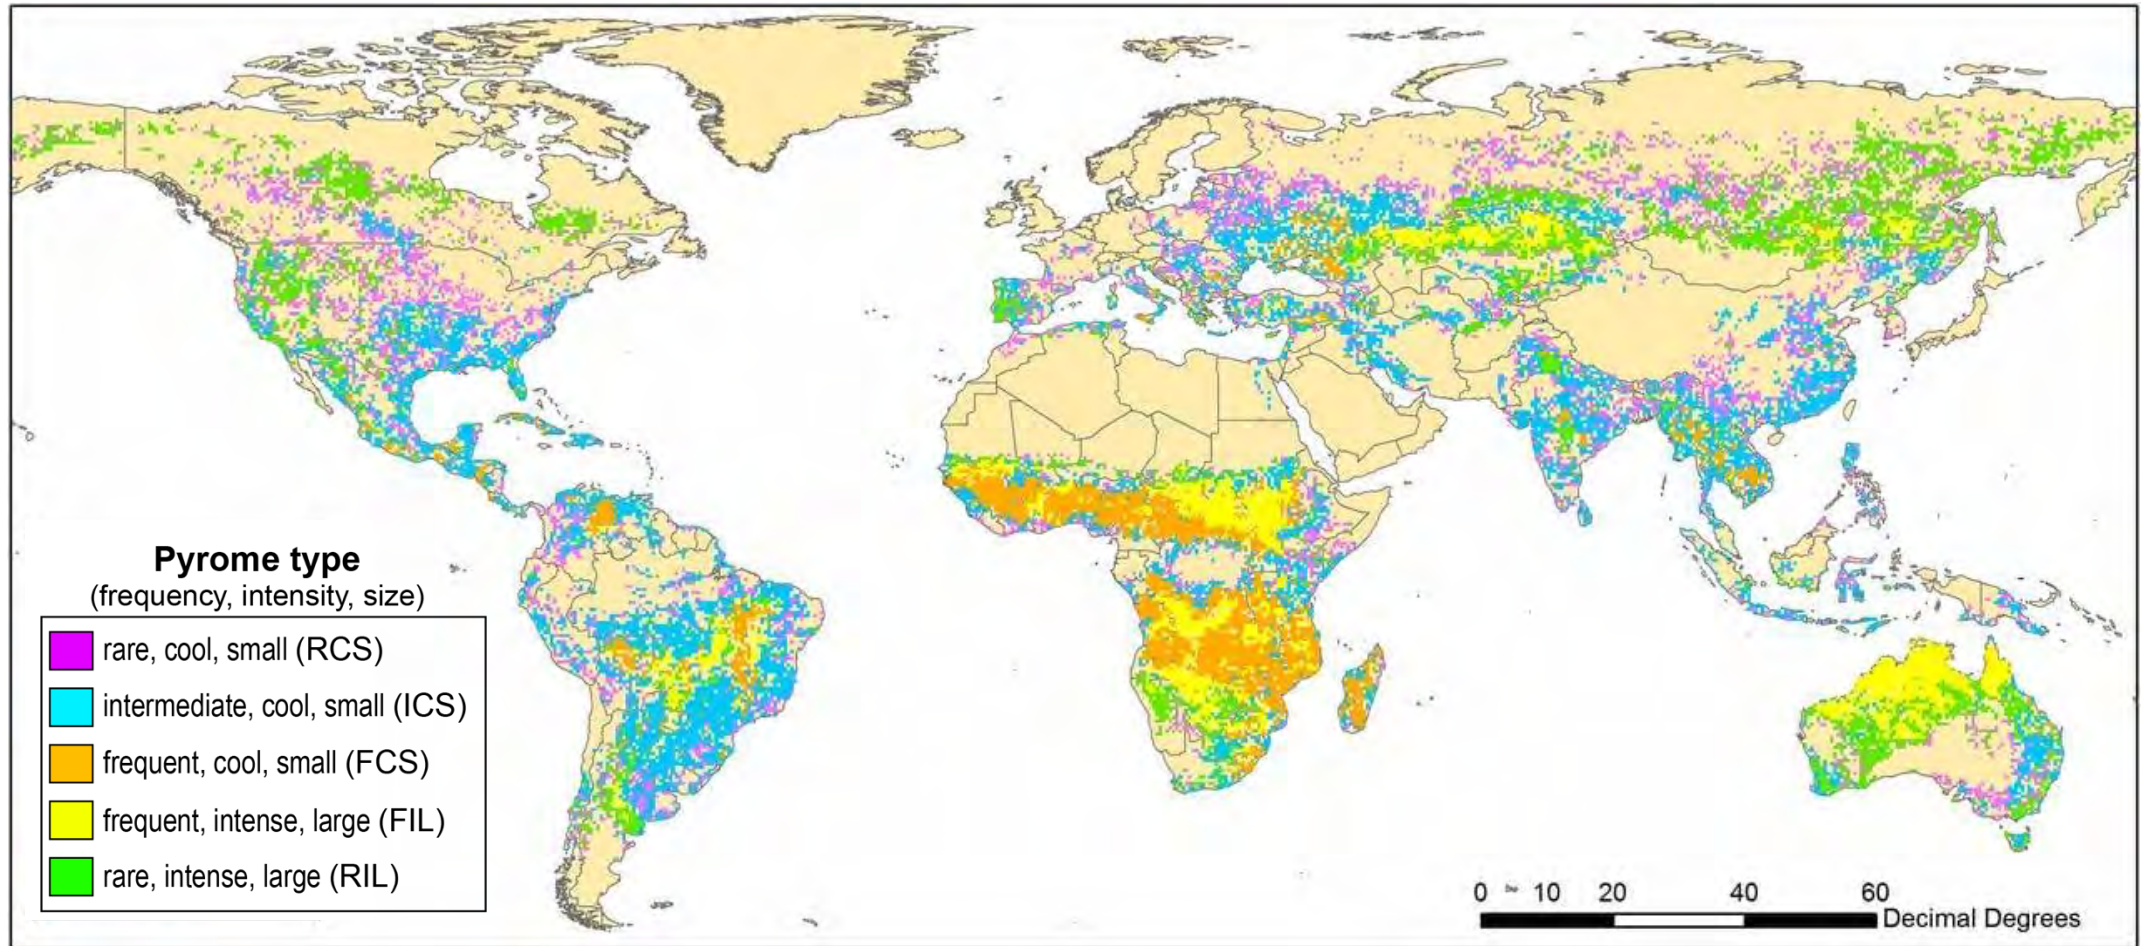 Pyrome type
(frequency, intensity, size)
rare, cool, small (RCS)
intermediate, cool, small (ICS)
frequent, cool, small (FCS)
frequent, intense, large (FIL)
rare, intense, large (RIL)
0 10 20 40 60
Decimal Degrees